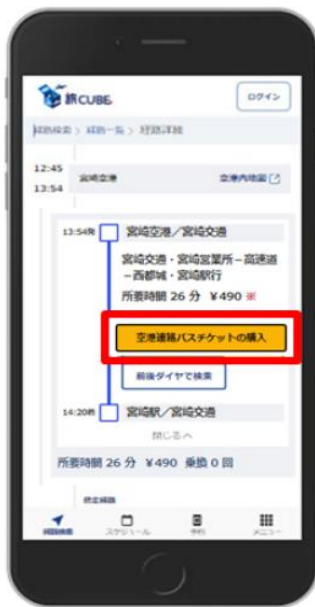 旅CUBE
ログイン
経路検索 > 経路一覧 > 経路詳細
12:45
13:54
宮崎空港
空港内地図
13:54発
宮崎空港/宮崎交通
宮崎交通・宮崎営業所-高速道
-西都城・宮崎駅行
所要時間 26 分 ¥490 ※
空港連絡バスチケットの購入
前後ダイヤで検索
14:20着
宮崎駅/宮崎交通
閉じるへ
所要時間 26 分 ¥490 乗換 0 回
想定経路
経路検索
スケジュール
予約
メニュー